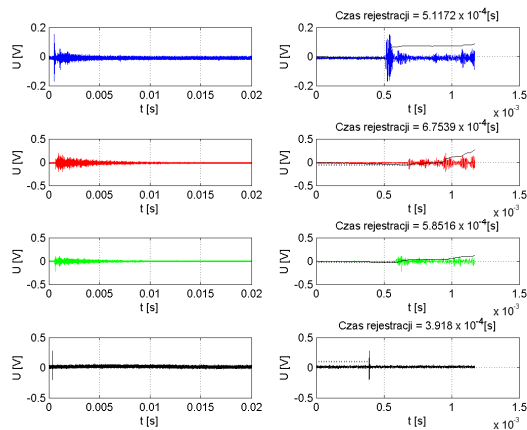 Czas rejestracji = 5.1172 x 10^-4[s]
0.2
0
-0.2
U [V]
0 0.005 0.01 0.015 0.02
t [s]
0.2
0
-0.2
U [V]
0 0.5 1 1.5
t [s]
x 10^-3
Czas rejestracji = 6.7539 x 10^-4[s]
0.5
0
-0.5
U [V]
0 0.005 0.01 0.015 0.02
t [s]
0.5
0
-0.5
U [V]
0 0.5 1 1.5
t [s]
x 10^-3
Czas rejestracji = 5.8516 x 10^-4[s]
0.5
0
-0.5
U [V]
0 0.005 0.01 0.015 0.02
t [s]
0.5
0
-0.5
U [V]
0 0.5 1 1.5
t [s]
x 10^-3
Czas rejestracji = 3.918 x 10^-4[s]
0.5
0
-0.5
U [V]
0 0.005 0.01 0.015 0.02
t [s]
0.5
0
-0.5
U [V]
0 0.5 1 1.5
t [s]
x 10^-3